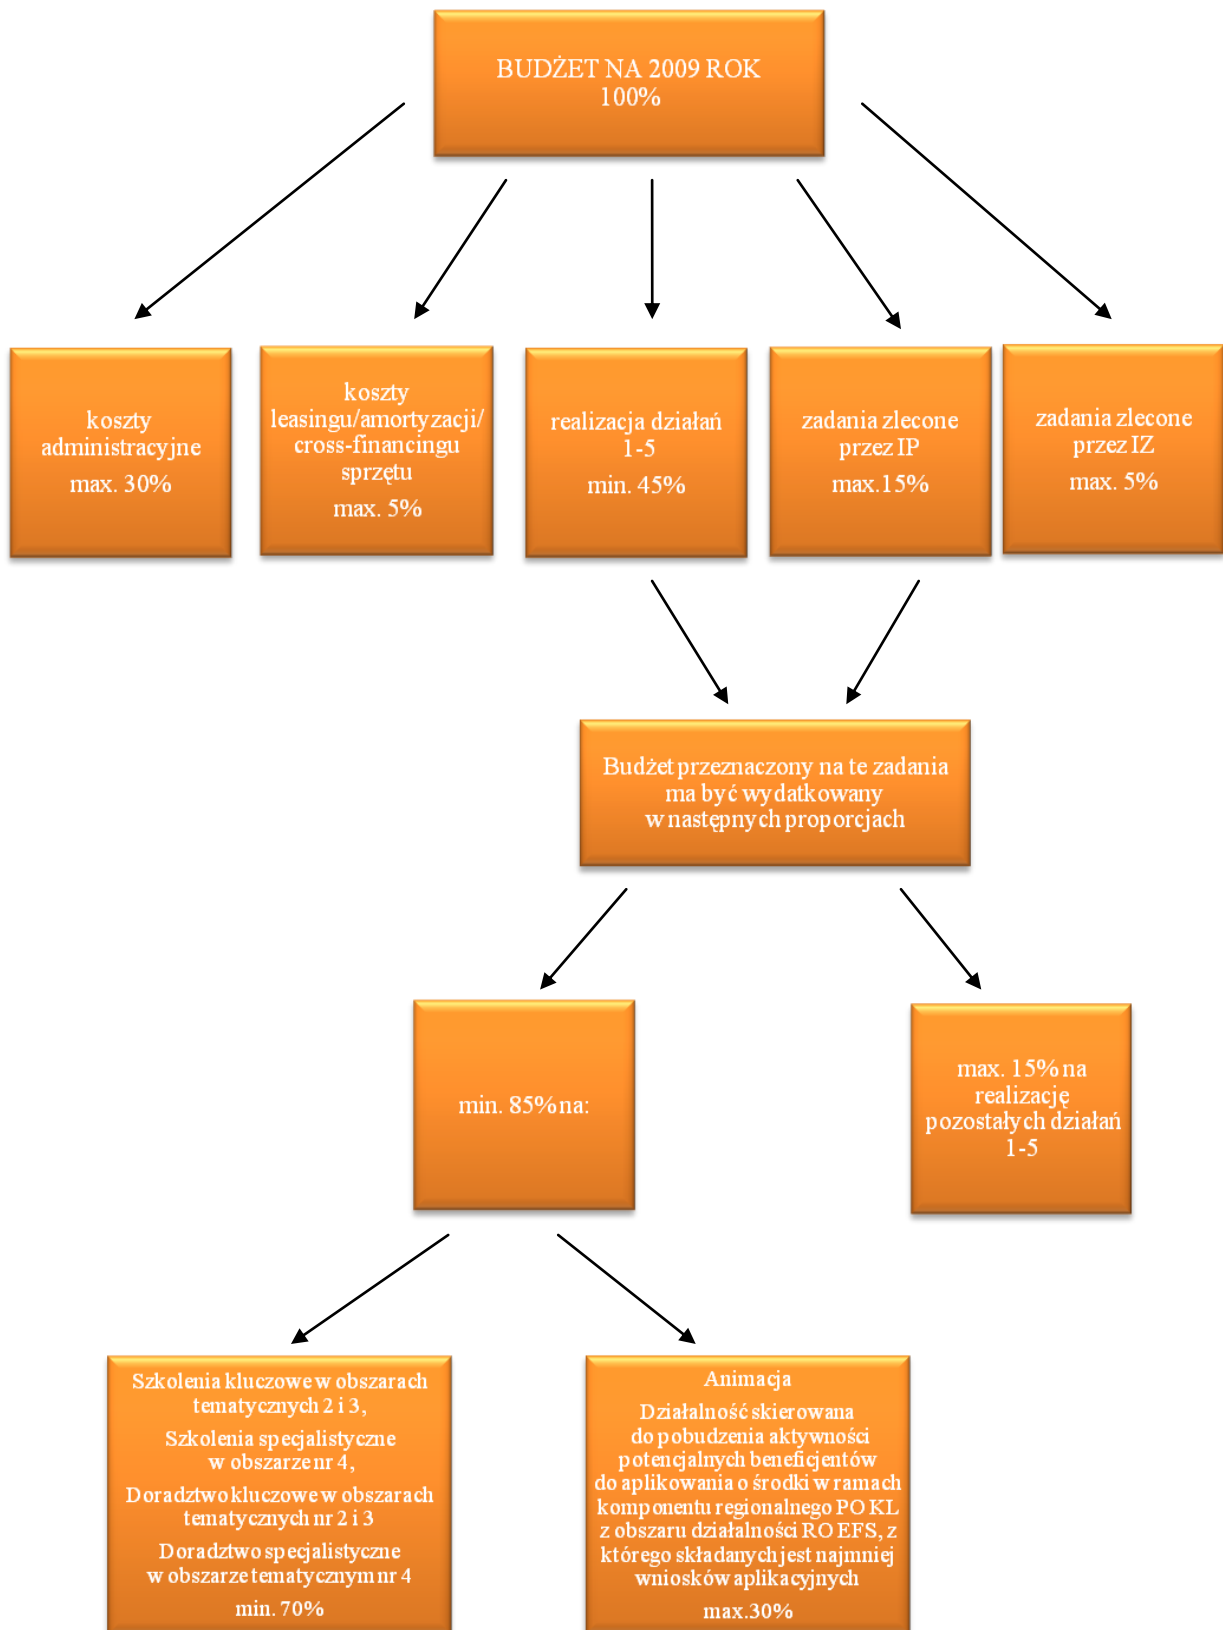 BUDŻET NA 2009 ROK
100%
koszty
administracyjne
max. 30%
koszty
leasingu/amortyzacji/
cross-financingu
sprzętu
max. 5%
realizacja działań
1-5
min. 45%
zadania zlecone
przez IP
max.15%
zadania zlecone
przez IZ
max. 5%
Budżet przeznaczony na te zadania
ma być wydatkowany
w następnych proporcjach
min. 85% na:
max. 15% na
realizację
pozostałych działań
1-5
Szkolenia kluczowe w obszarach
tematycznych 2 i 3,
Szkolenia specjalistyczne
w obszarze nr 4,
Doradztwo kluczowe w obszarach
tematycznych nr 2 i 3
Doradztwo specjalistyczne
w obszarze tematycznym nr 4
min. 70%
Animacja
Działalność skierowana
do pobudzenia aktywności
potencjalnych beneficjentów
do aplikowania o środki w ramach
komponentu regionalnego PO KL
z obszaru działalności RO EFS, z
którego składanych jest najmniej
wniosków aplikacyjnych
max.30%